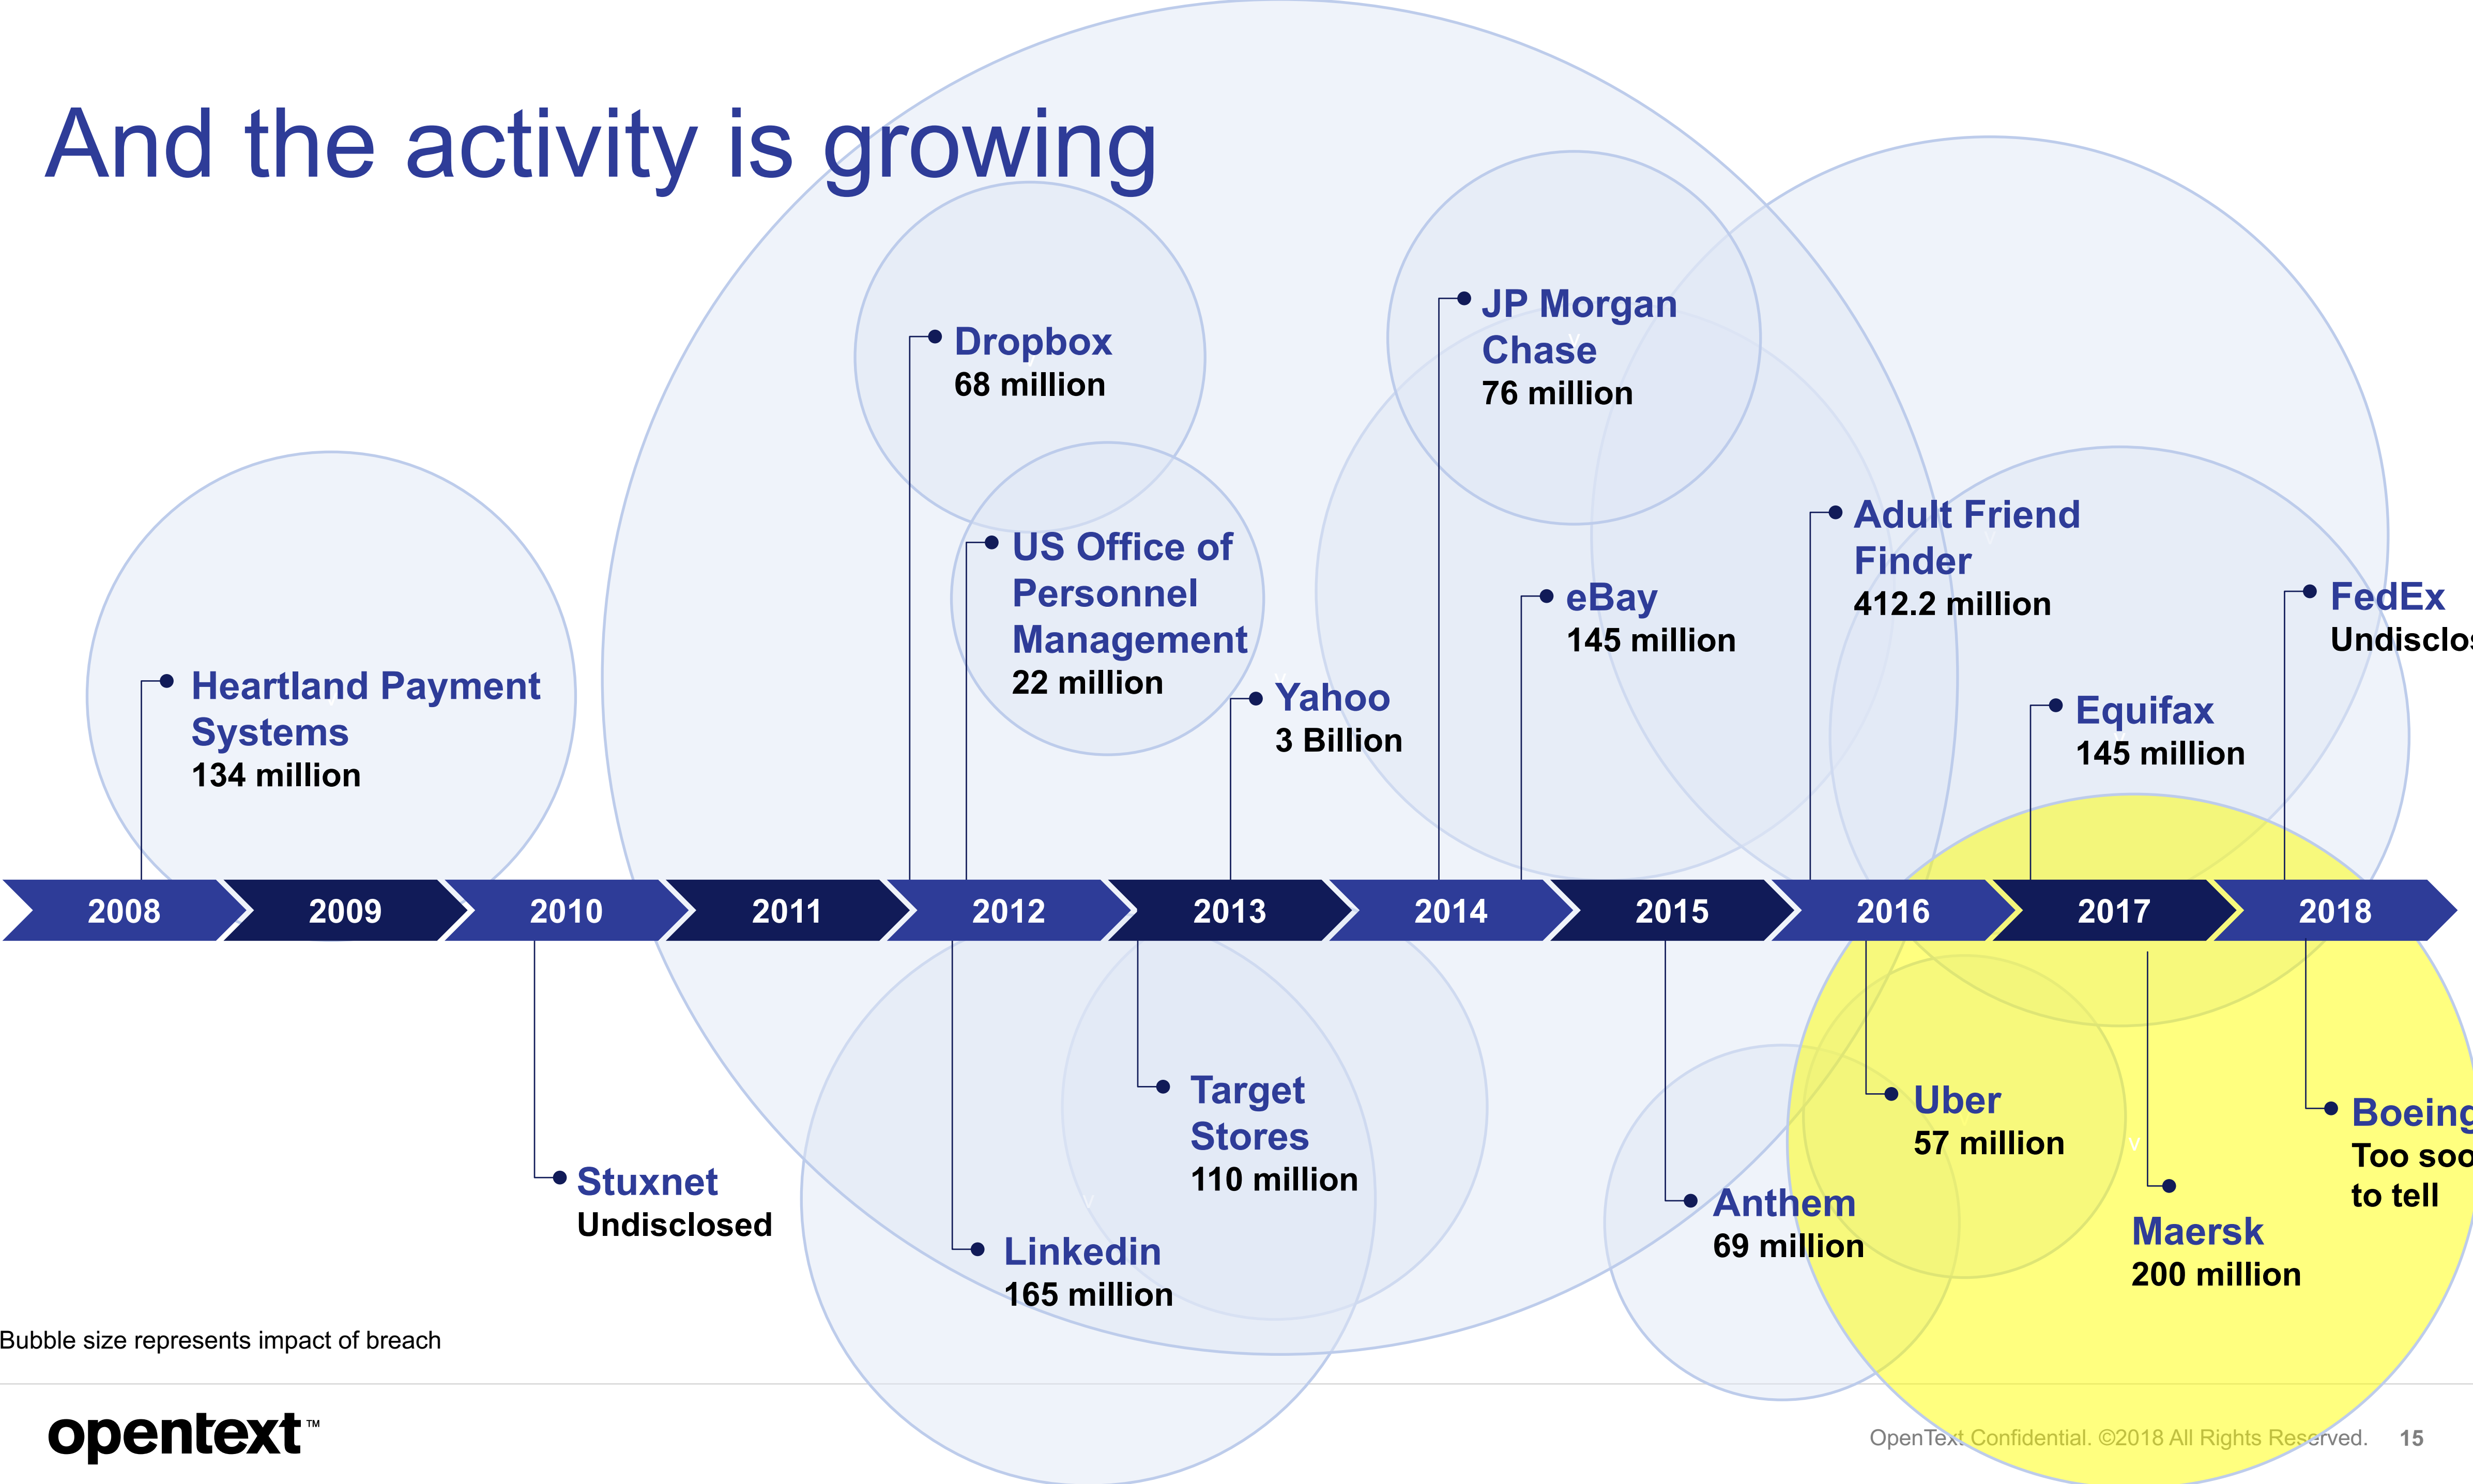 And the activity is growing
Dropbox
68 million
JP Morgan
Chase
76 million
US Office of
Personnel
Management
22 million
Adult Friend
Finder
412.2 million
eBay
145 million
FedEx
Undisclos
Heartland Payment
Systems
134 million
Yahoo
3 Billion
Equifax
145 million
2008 2009 2010 2011 2012 2013 2014 2015 2016 2017 2018
Target
Stores
110 million
Uber
57 million
Boeing
Too soo
to tell
Stuxnet
Undisclosed
Anthem
69 million
Maersk
200 million
Linkedin
165 million
Bubble size represents impact of breach
opentext™
OpenText Confidential. ©2018 All Rights Reserved. 15